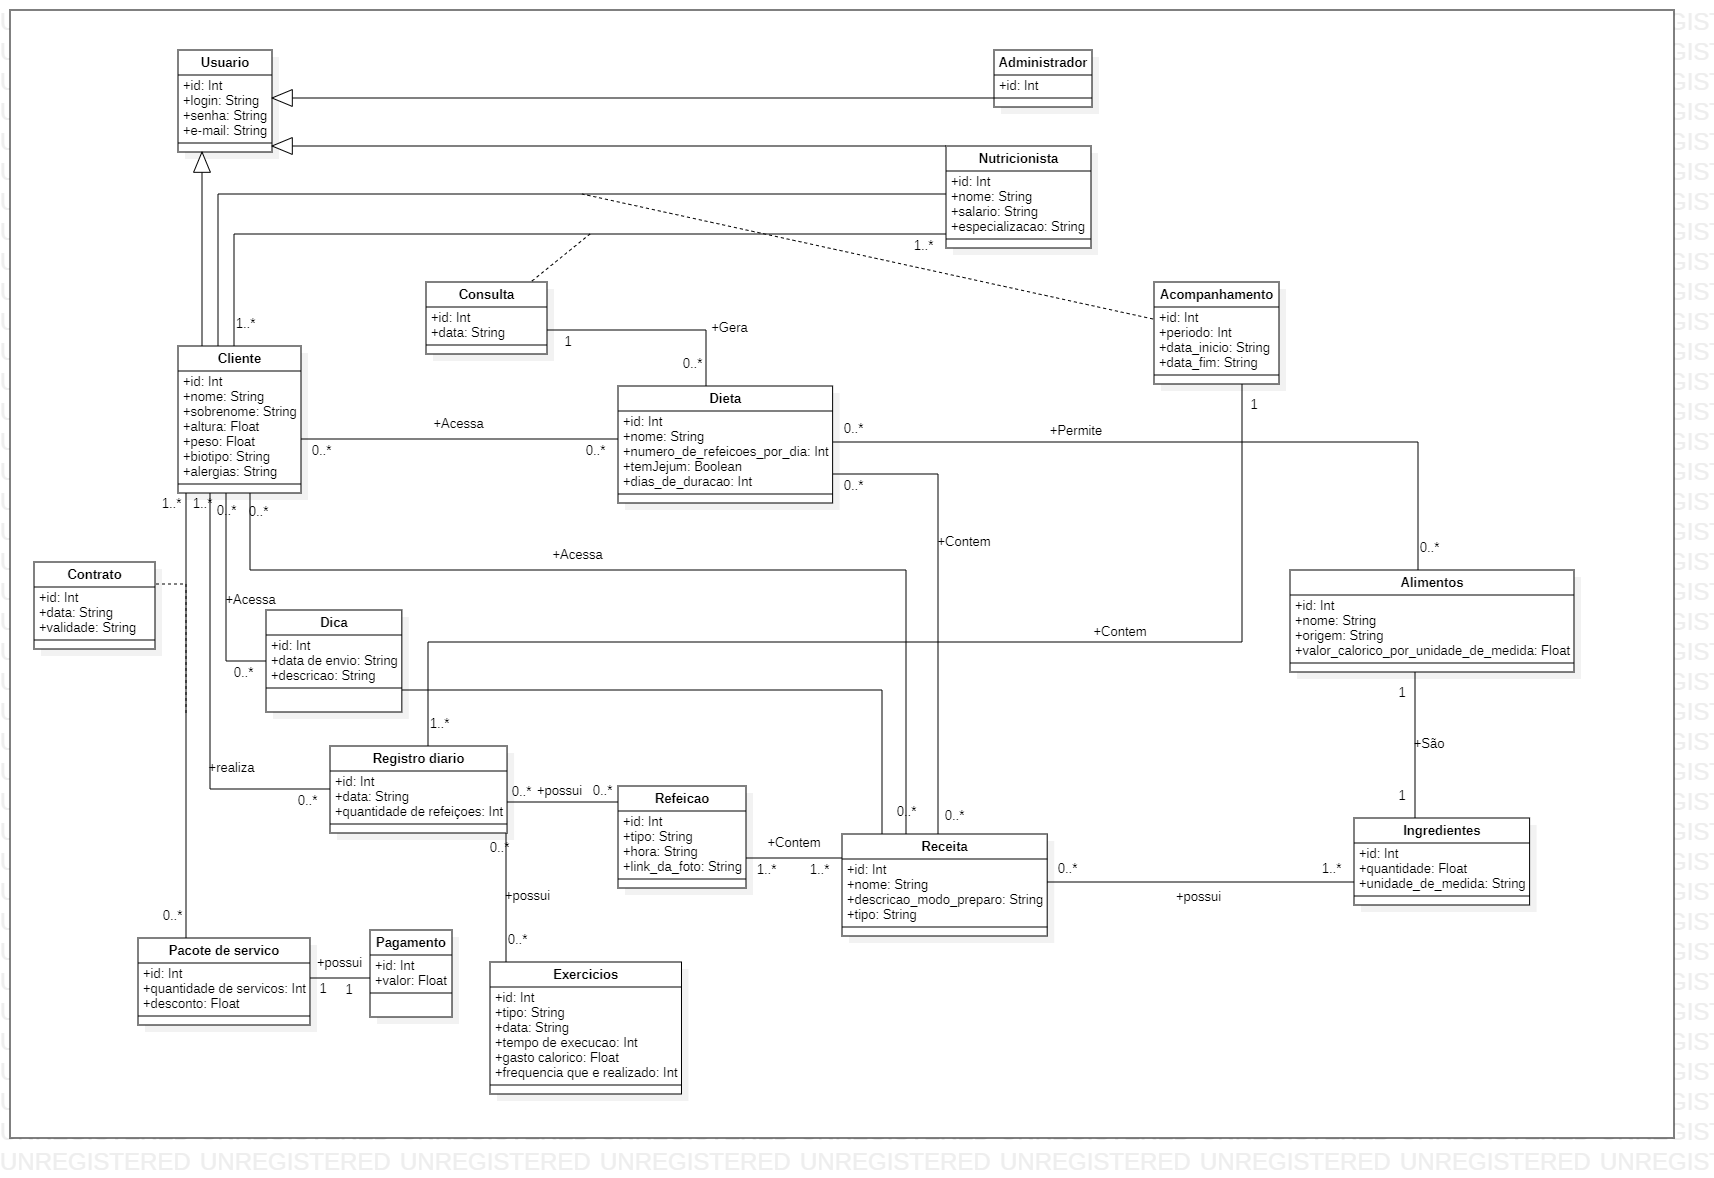 Usuario
+id: Int
+login: String
+senha: String
+e-mail: String
Administrador
+id: Int
Nutricionista
+id: Int
+nome: String
+salario: String
+especializacao: String
1..*
1..*
Consulta
+id: Int
+data: String
1
+Gera
0..*
Acompanhamento
+id: Int
+periodo: Int
+data_inicio: String
+data_fim: String
1
Cliente
+id: Int
+nome: String
+sobrenome: String
+altura: Float
+peso: Float
+biotipo: String
+alergias: String
+Acessa
0..*
0..*
Dieta
+id: Int
+nome: String
+numero_de_refeicoes_por_dia: Int
+temJejum: Boolean
+dias_de_duracao: Int
0..*
+Permite
0..*
0..*
+Contem
1..*
1..*
0..*
0..*
+Acessa
Contrato
+id: Int
+data: String
+validade: String
+Acessa
Dica
+id: Int
+data de envio: String
+descricao: String
0..*
+Contem
Alimentos
+id: Int
+nome: String
+origem: String
+valor_calorico_por_unidade_de_medida: Float
1
+São
1
1..*
+realiza
0..*
Registro diario
+id: Int
+data: String
+quantidade de refeiçoes: Int
0..*
+possui
0..*
Refeicao
+id: Int
+tipo: String
+hora: String
+link_da_foto: String
+Contem
1..*
1..*
0..*
0..*
Receita
+id: Int
+nome: String
+descricao_modo_preparo: String
+tipo: String
0..*
+possui
1..*
Ingredientes
+id: Int
+quantidade: Float
+unidade_de_medida: String
0..*
+possui
0..*
0..*
Pacote de servico
+id: Int
+quantidade de servicos: Int
+desconto: Float
+possui
1
1
Pagamento
+id: Int
+valor: Float
Exercicios
+id: Int
+tipo: String
+data: String
+tempo de execucao: Int
+gasto calorico: Float
+frequencia que e realizado: Int
UNREGISTERED UNREGISTERED UNREGISTERED UNREGISTERED UNREGISTERED UNREGISTERED UNREGISTERED UNREGISTERED UNREGIS